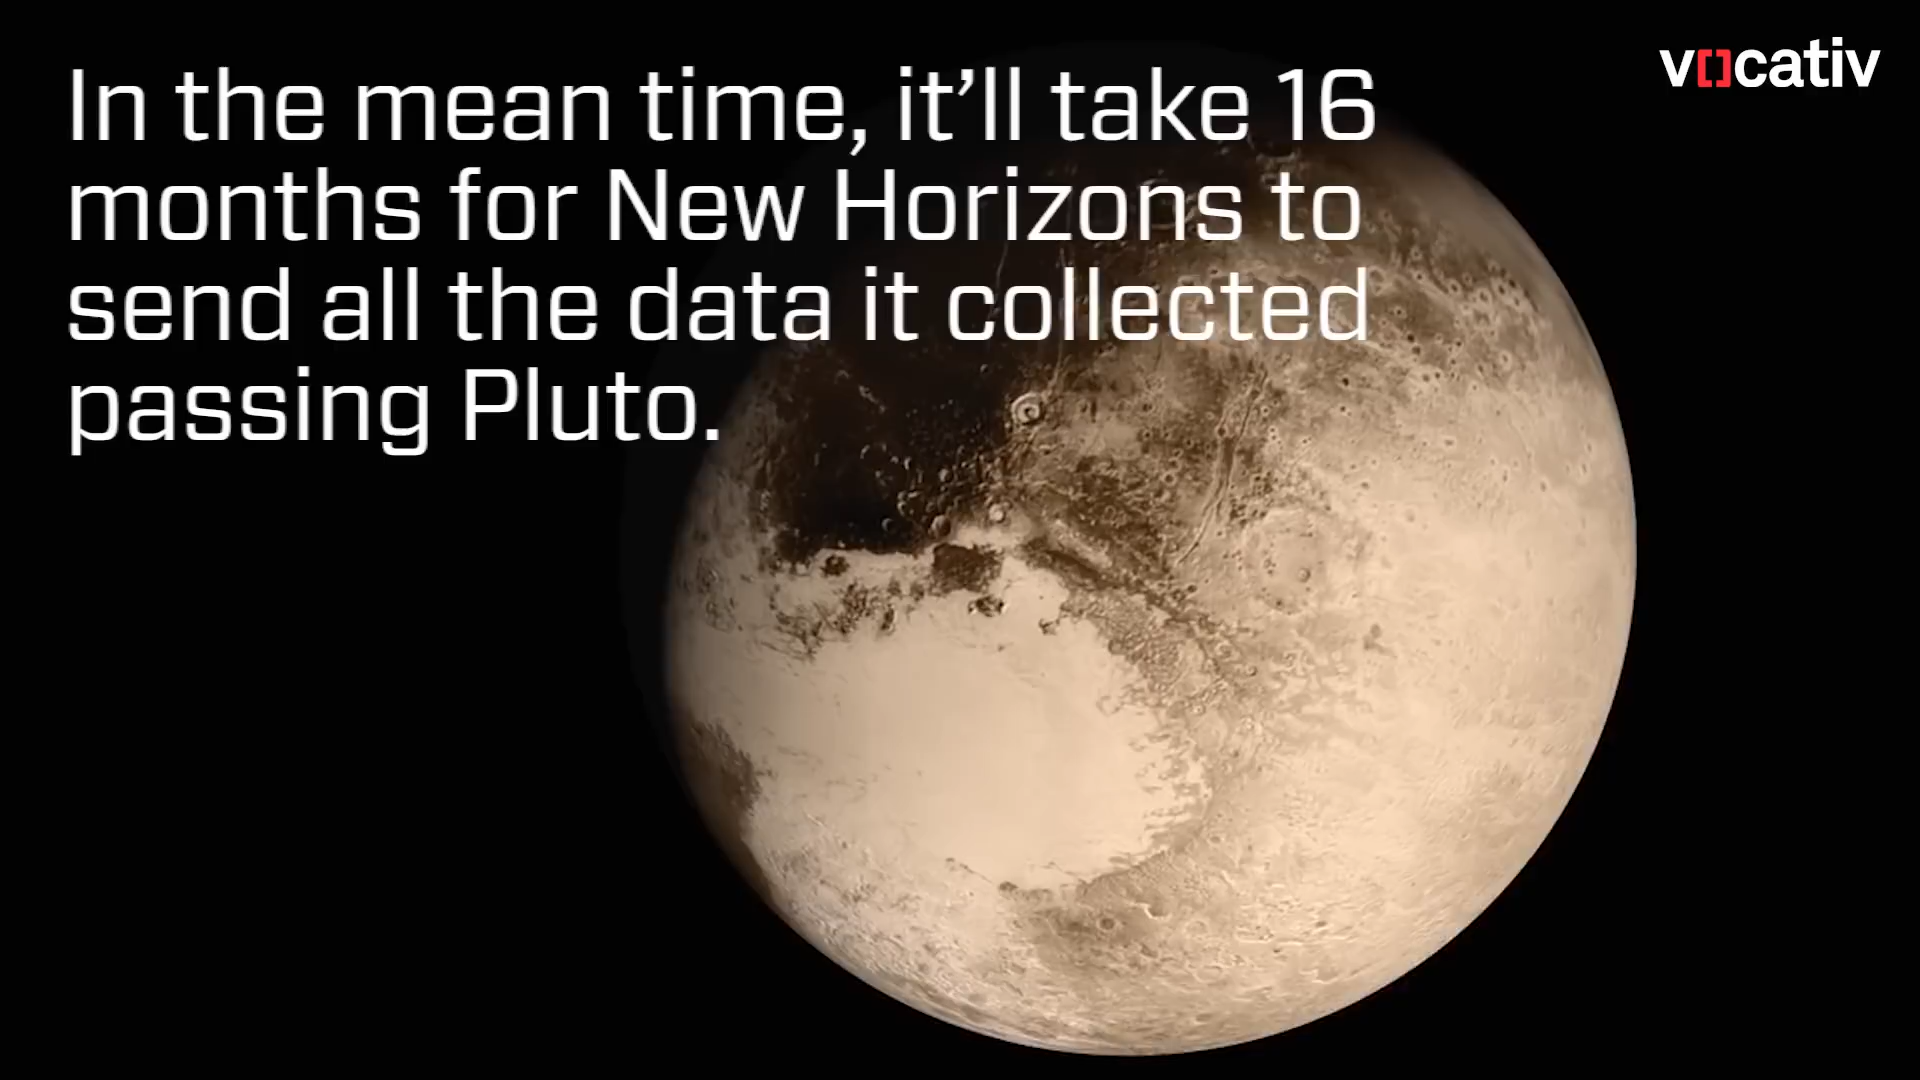 In the mean time, it’ll take 16
months for New Horizons to
send all the data it collected
passing Pluto.
vocativ